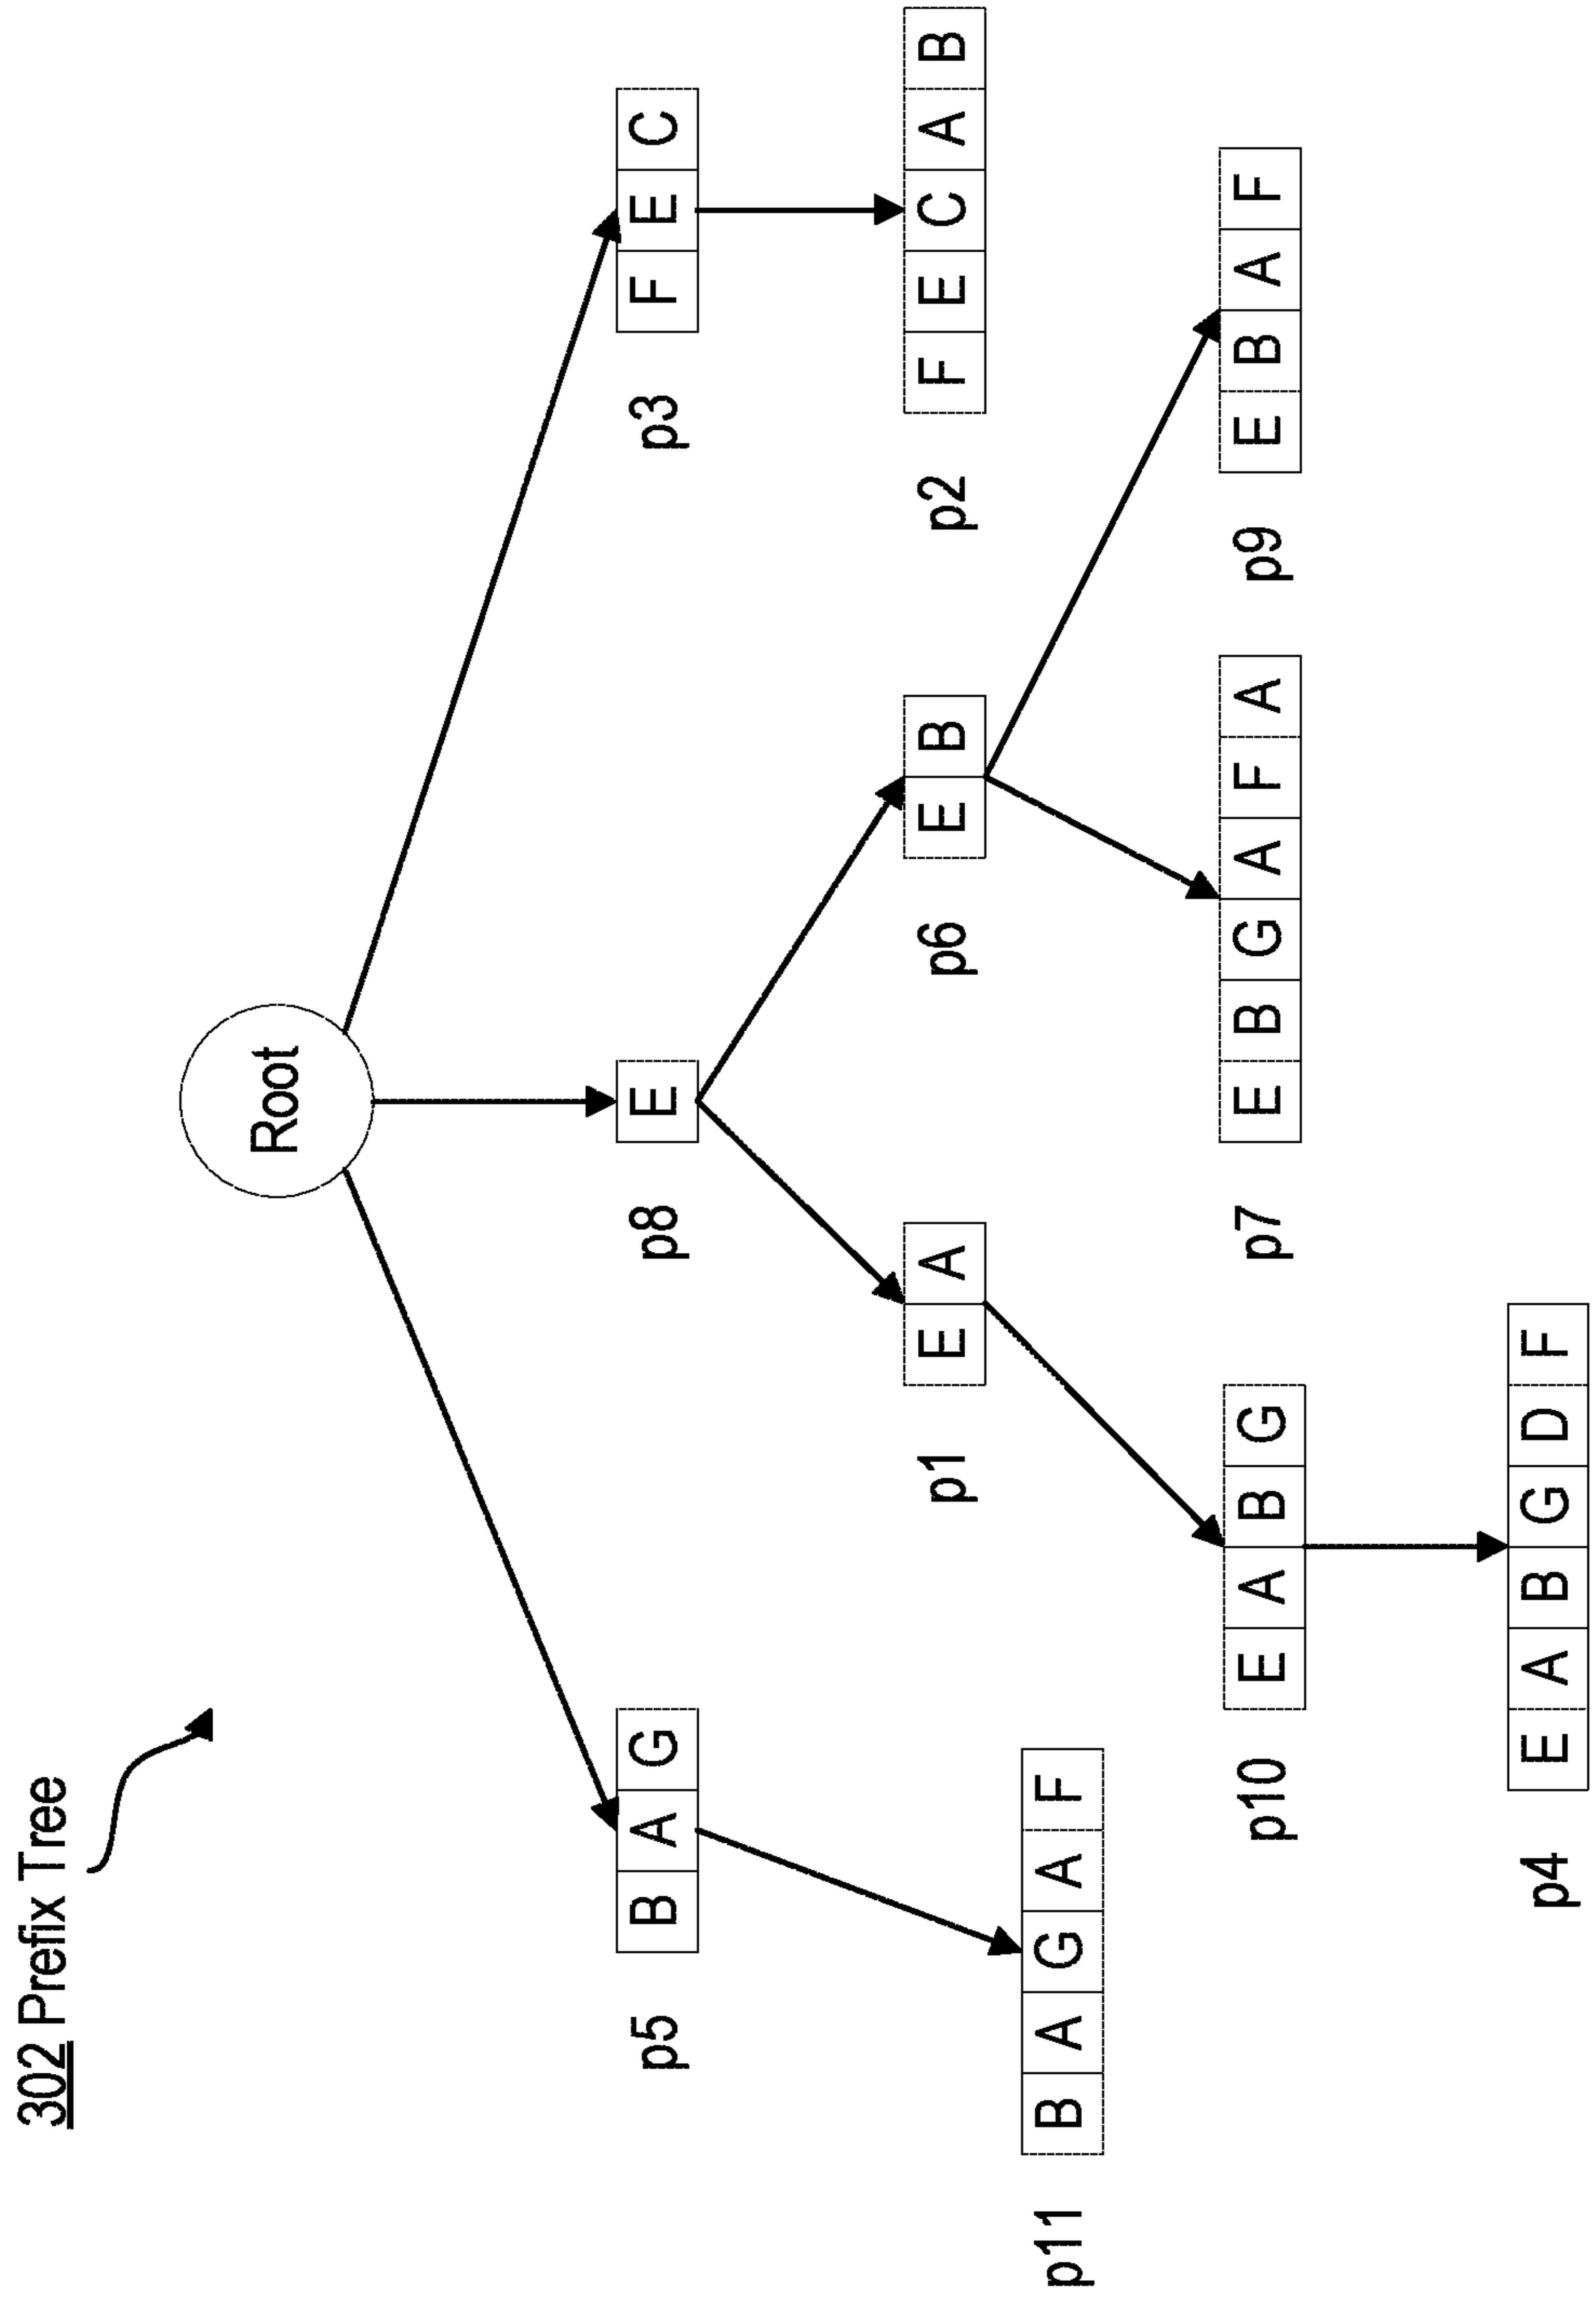 302 Prefix Tree
Root
p5 B A G
p8 E
p3 F E C
p1 E A
p6 E B
p2 F E C A B
p11 B A G A F
p10 E A B G
p7 E B G A F A
p9 E B A F
p4 E A B G D F